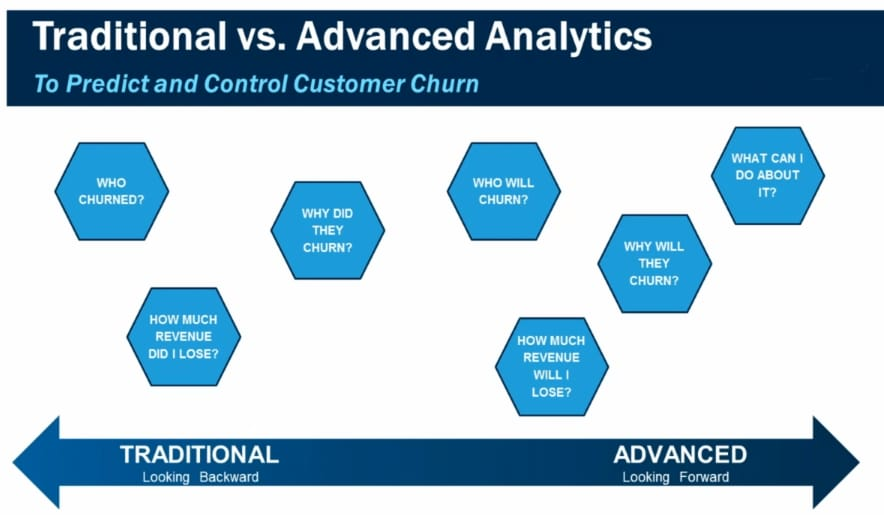 Traditional vs. Advanced Analytics
To Predict and Control Customer Churn
WHO
CHURNED?
HOW MUCH
REVENUE
DID I LOSE?
WHY DID
THEY
CHURN?
WHO WILL
CHURN?
HOW MUCH
REVENUE
WILL I
LOSE?
WHY WILL
THEY
CHURN?
WHAT CAN I
DO ABOUT
IT?
TRADITIONAL
Looking Backward
ADVANCED
Looking Forward